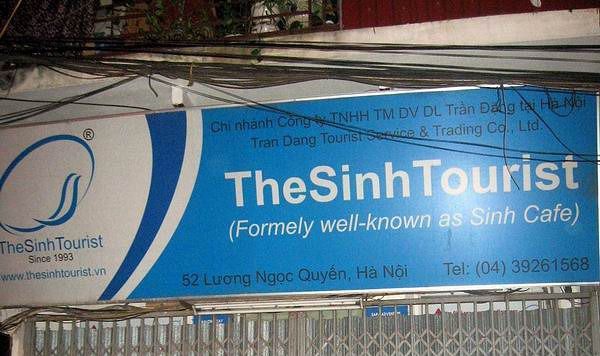 ®
TheSinhTourist
Since 1993
www.thesinhtourist.vn
Chi nhánh Công ty TNHH TM DV DL Trần Đăng tại Hà Nội
Tran Dang Tourist Service & Trading Co., Ltd.
TheSinhTourist
(Formely well-known as Sinh Cafe)
52 Lương Ngọc Quyến, Hà Nội Tel: (04) 39261568